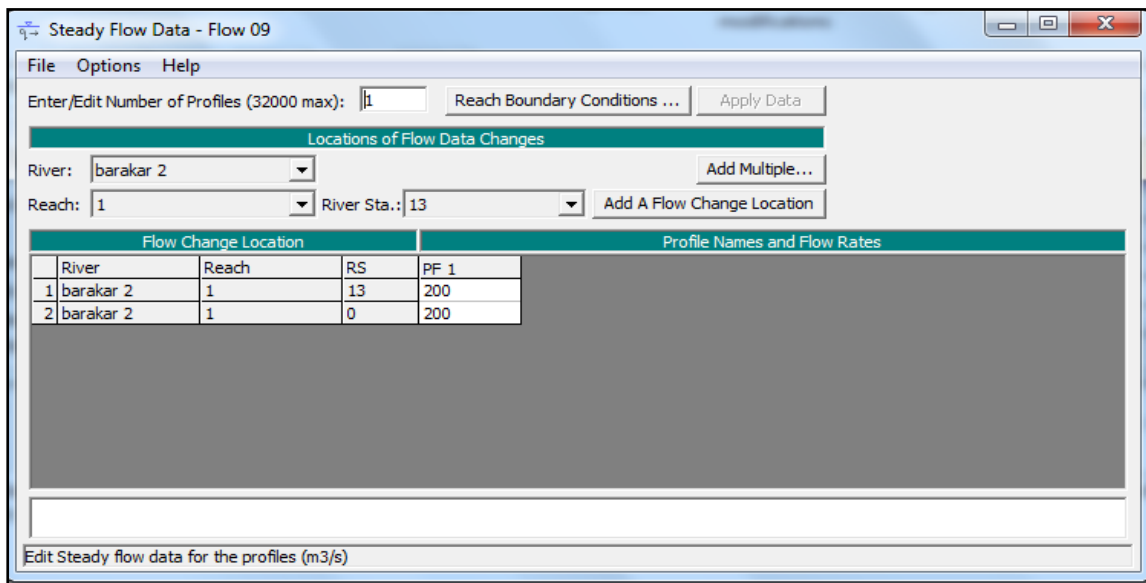 Steady Flow Data - Flow 09
File Options Help
Enter/Edit Number of Profiles (32000 max): 1 Reach Boundary Conditions ... Apply Data
Locations of Flow Data Changes
River: barakar 2 Add Multiple...
Reach: 1 River Sta.: 13 Add A Flow Change Location
Flow Change Location Profile Names and Flow Rates
River Reach RS PF 1
1 barakar 2 1 13 200
2 barakar 2 1 0 200
Edit Steady flow data for the profiles (m3/s)